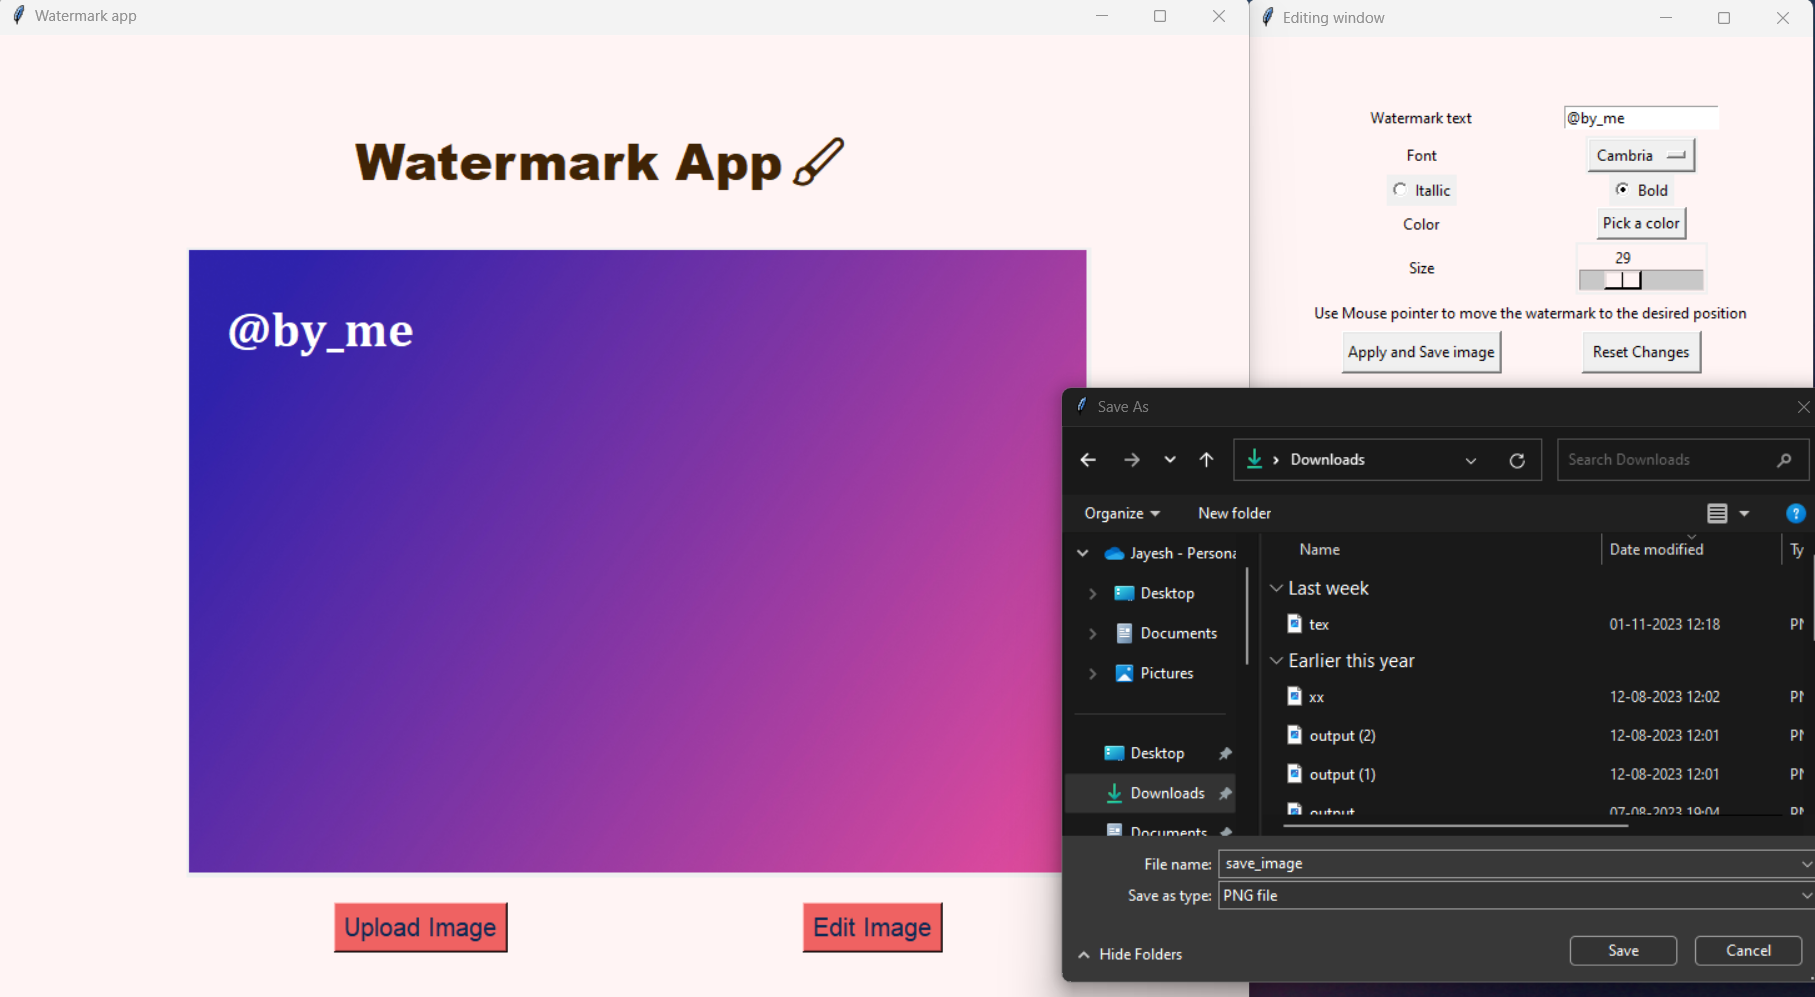 Watermark app
Watermark App
@by_me
Upload Image
Edit Image
Editing window
Watermark text
@by_me
Font
Cambria
Itallic
Bold
Color
Pick a color
Size
29
Use Mouse pointer to move the watermark to the desired position
Apply and Save image
Reset Changes
Save As
Downloads
Search Downloads
Organize
New folder
Jayesh - Persona
Desktop
Documents
Pictures
Desktop
Downloads
Documents
Name
Date modified
Ty
Last week
tex
01-11-2023 12:18
PN
Earlier this year
xx
12-08-2023 12:02
PN
output (2)
12-08-2023 12:01
PN
output (1)
12-08-2023 12:01
PN
output
07-08-2023 19:04
PN
File name:
save_image
Save as type:
PNG file
Hide Folders
Save
Cancel